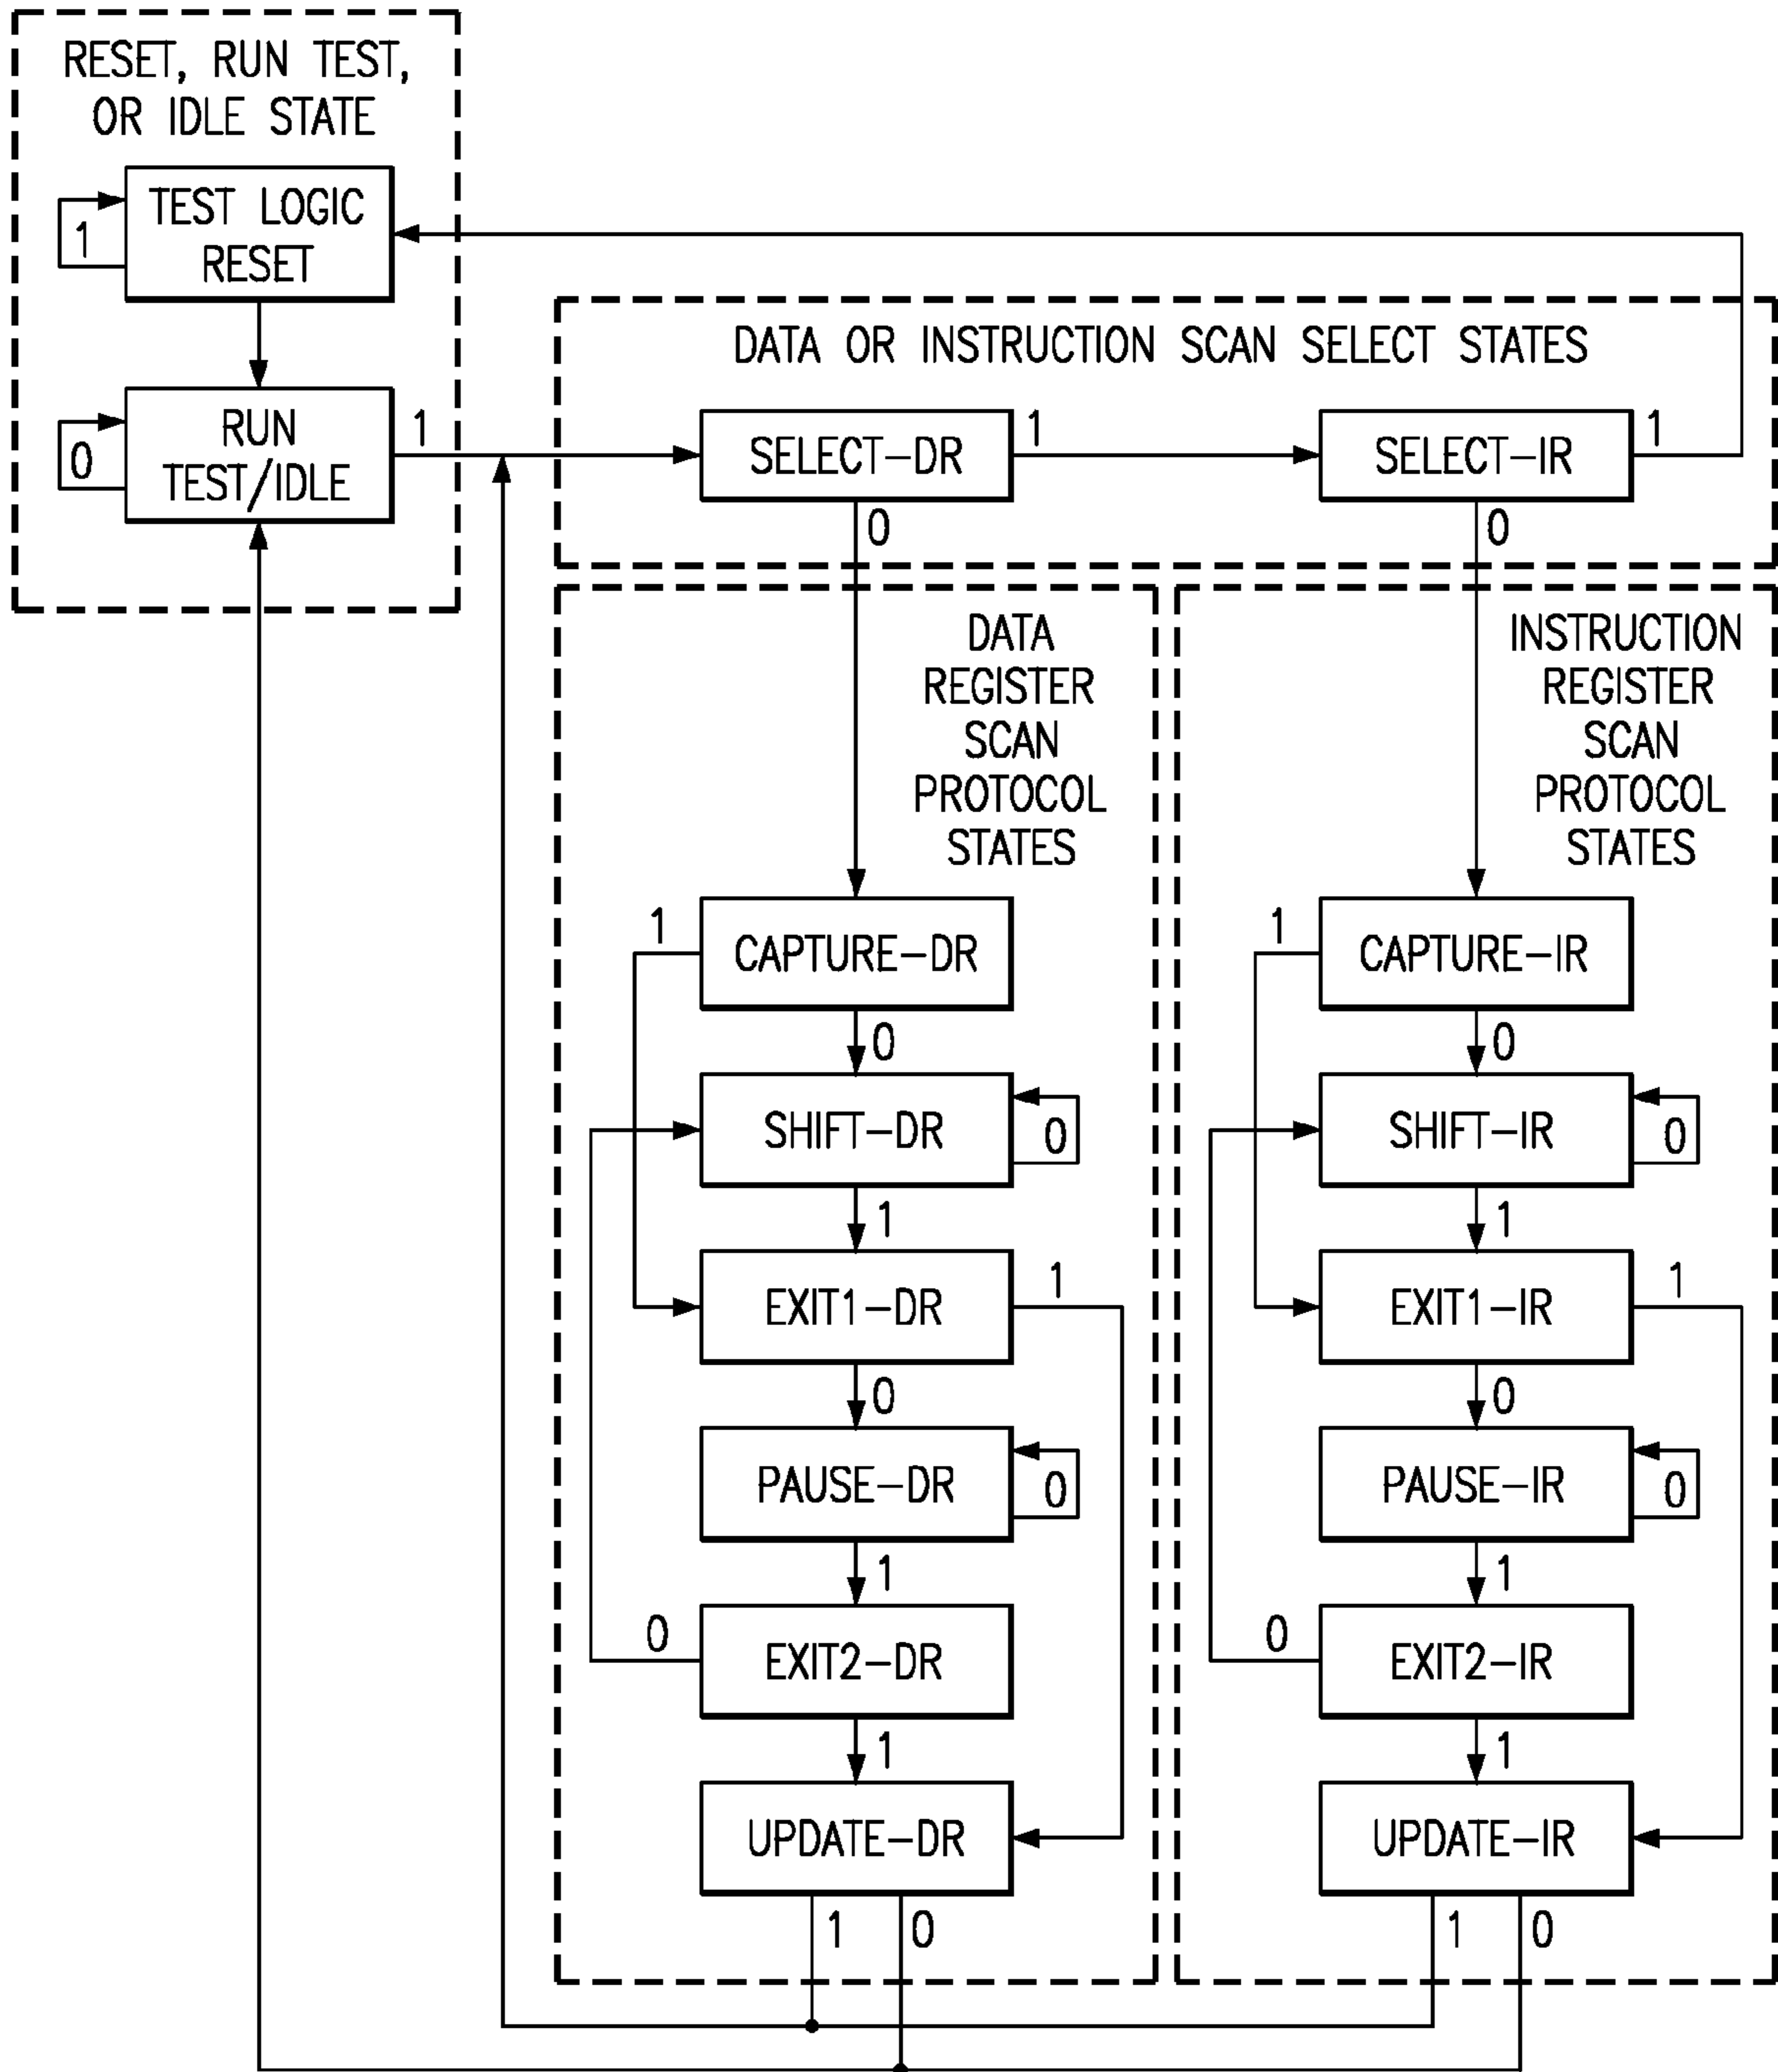 RESET, RUN TEST,
OR IDLE STATE
TEST LOGIC
RESET
1
RUN
TEST/IDLE
0
1
DATA OR INSTRUCTION SCAN SELECT STATES
SELECT-DR
1
0
SELECT-IR
1
0
DATA
REGISTER
SCAN
PROTOCOL
STATES
1
CAPTURE-DR
0
SHIFT-DR
0
1
EXIT1-DR
1
0
PAUSE-DR
0
1
0
EXIT2-DR
1
UPDATE-DR
1
0
INSTRUCTION
REGISTER
SCAN
PROTOCOL
STATES
1
CAPTURE-IR
0
SHIFT-IR
0
1
EXIT1-IR
1
0
PAUSE-IR
0
1
0
EXIT2-IR
1
UPDATE-IR
1
0